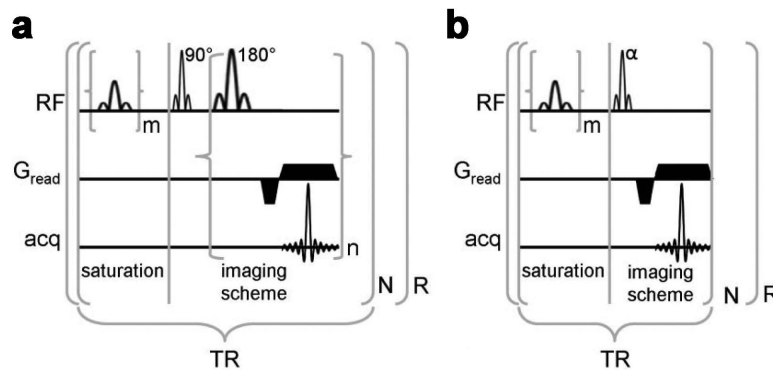 a
90°
180°
RF
m
Gread
acq
n
saturation
imaging
scheme
N
R
TR
b
α
RF
m
Gread
acq
saturation
imaging
scheme
N
R
TR